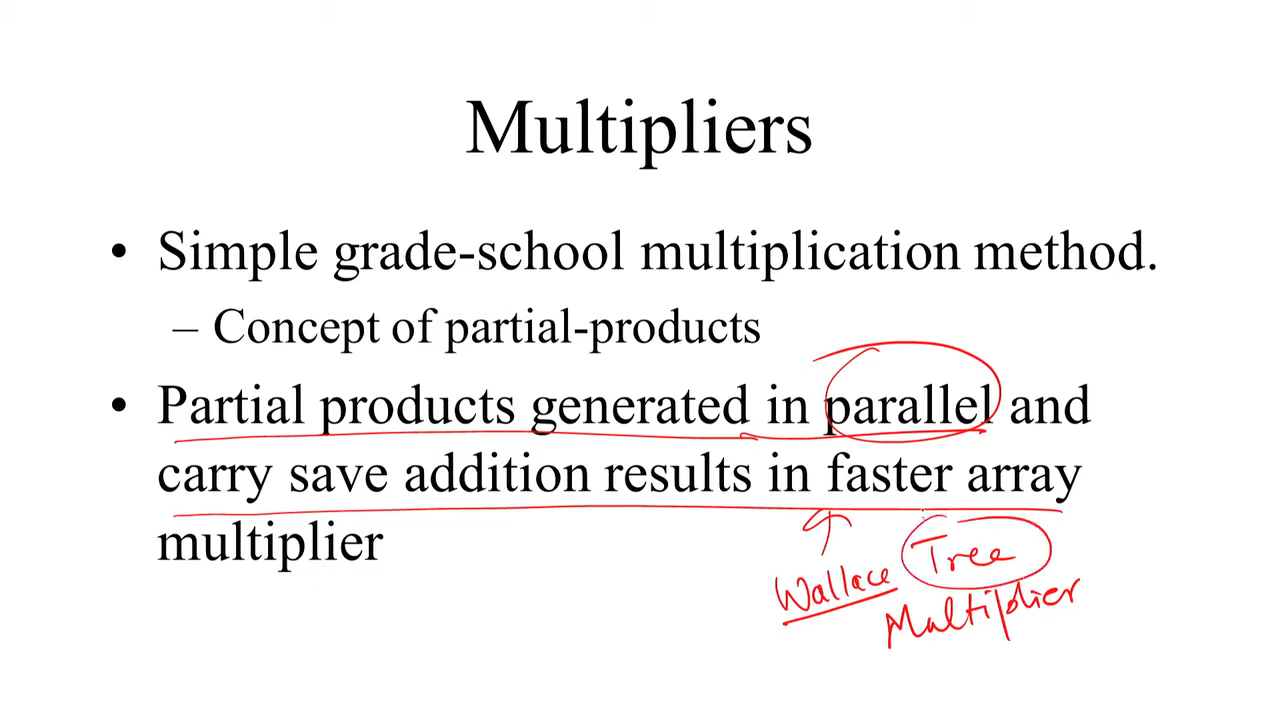 Multipliers
• Simple grade-school multiplication method.
– Concept of partial-products
• Partial products generated in parallel and
carry save addition results in faster array
multiplier
Wallace Tree
Multiplier